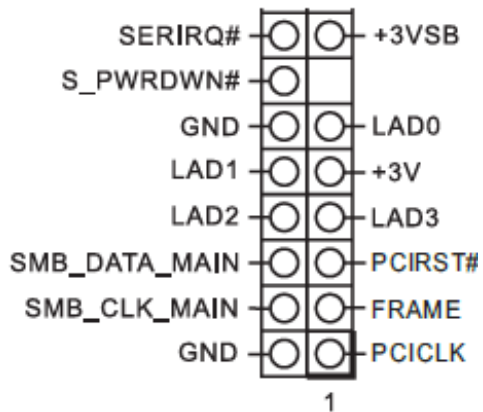 SERIRQ# +3VSB
S_PWRDWN#
GND LAD0
LAD1 +3V
LAD2 LAD3
SMB_DATA_MAIN PCIRST#
SMB_CLK_MAIN FRAME
GND PCICLK
1